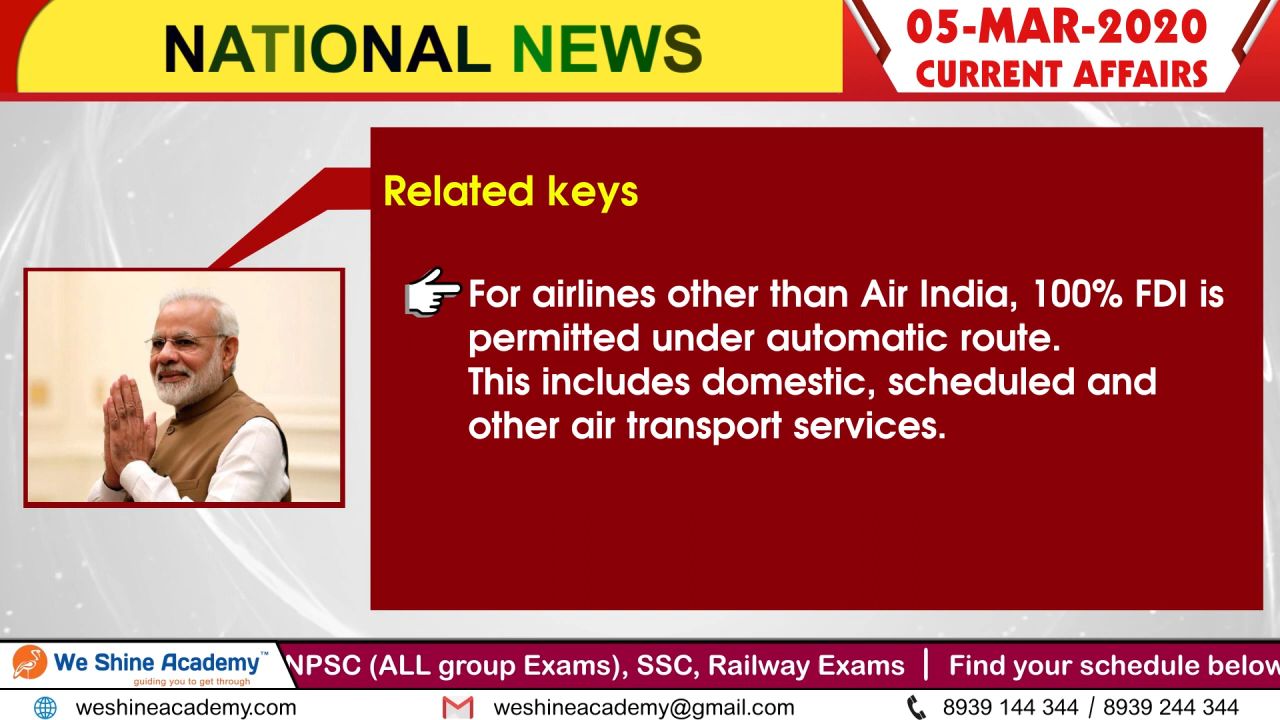 NATIONAL NEWS
05-MAR-2020
CURRENT AFFAIRS
Related keys
For airlines other than Air India, 100% FDI is
permitted under automatic route.
This includes domestic, scheduled and
other air transport services.
We Shine Academy™
guiding you to get through
NPSC (ALL group Exams), SSC, Railway Exams | Find your schedule below
weshineacademy.com
weshineacademy@gmail.com
8939 144 344 / 8939 244 344